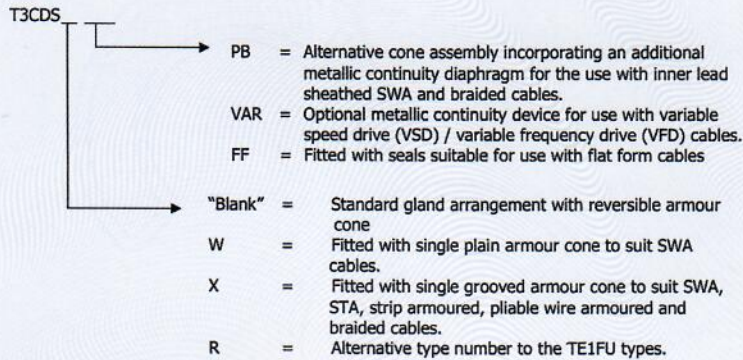 T3CDS_ _
PB = Alternative cone assembly incorporating an additional
metallic continuity diaphragm for the use with inner lead
sheathed SWA and braided cables.
VAR = Optional metallic continuity device for use with variable
speed drive (VSD) / variable frequency drive (VFD) cables.
FF = Fitted with seals suitable for use with flat form cables
"Blank" = Standard gland arrangement with reversible armour
cone
W = Fitted with single plain armour cone to suit SWA
cables.
X = Fitted with single grooved armour cone to suit SWA,
STA, strip armoured, pliable wire armoured and
braided cables.
R = Alternative type number to the TE1FU types.